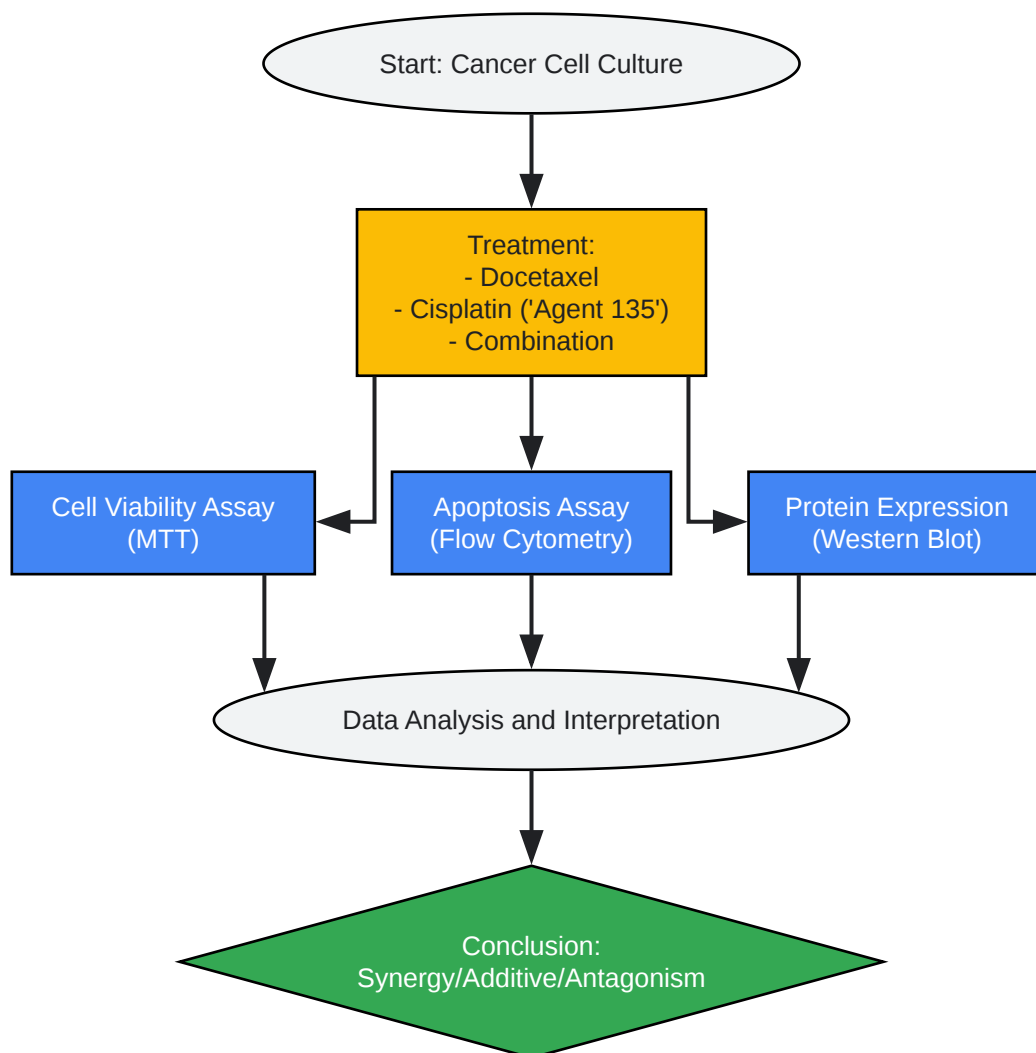 Start: Cancer Cell Culture
Treatment:
- Docetaxel
- Cisplatin ('Agent 135')
- Combination
Cell Viability Assay
(MTT)
Apoptosis Assay
(Flow Cytometry)
Protein Expression
(Western Blot)
Data Analysis and Interpretation
Conclusion:
Synergy/Additive/Antagonism